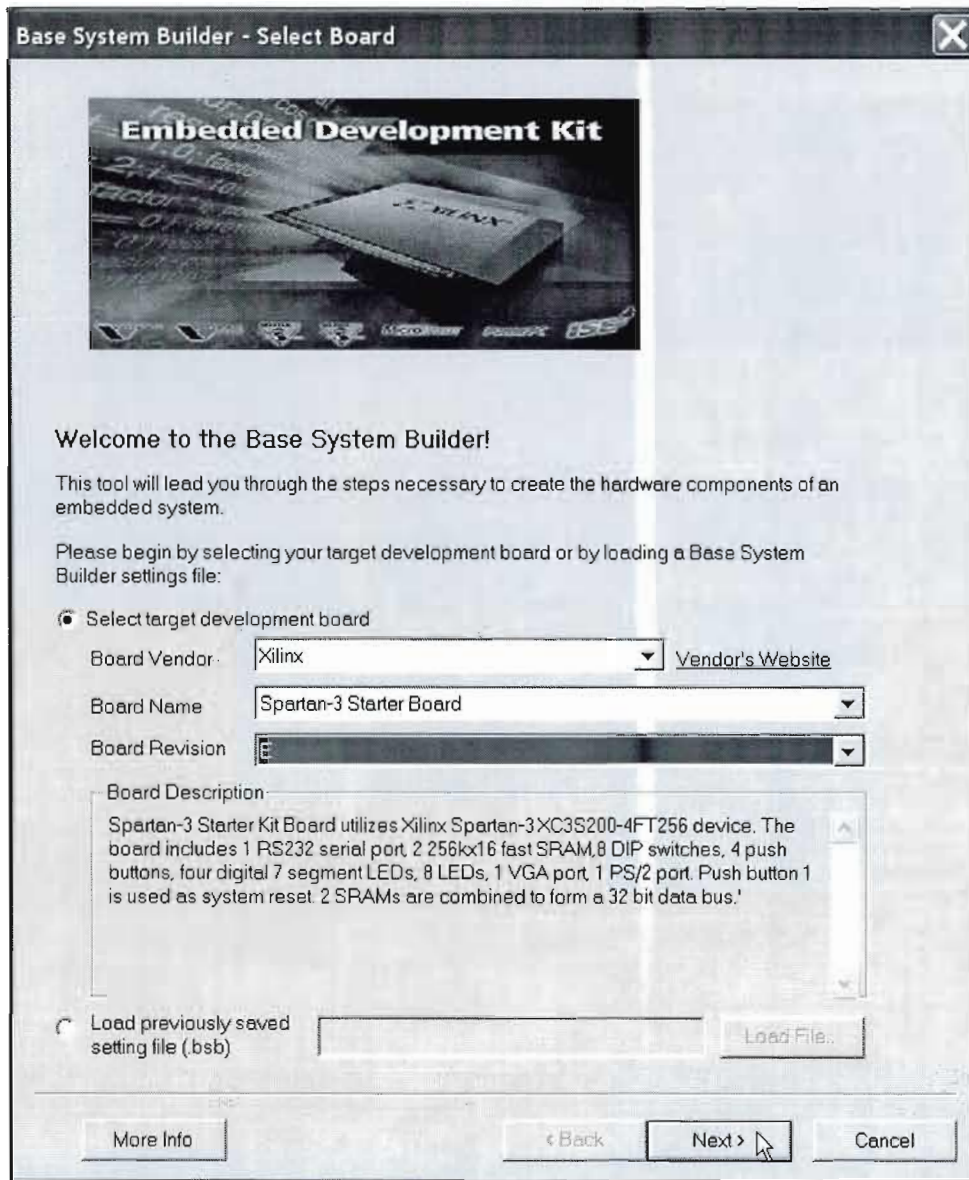 Base System Builder - Select Board
Embedded Development Kit
XILINX
Welcome to the Base System Builder!
This tool will lead you through the steps necessary to create the hardware components of an
embedded system.
Please begin by selecting your target development board or by loading a Base System
Builder settings file:
Select target development board
Board Vendor
Xilinx
Vendor's Website
Board Name
Spartan-3 Starter Board
Board Revision
E
Board Description
Spartan-3 Starter Kit Board utilizes Xilinx Spartan-3 XC3S200-4FT256 device. The
board includes 1 RS232 serial port, 2 256kx16 fast SRAM,8 DIP switches, 4 push
buttons, four digital 7 segment LEDs, 8 LEDs, 1 VGA port, 1 PS/2 port. Push button 1
is used as system reset. 2 SRAMs are combined to form a 32 bit data bus.'
Load previously saved
setting file (.bsb)
Load File..
More Info
< Back
Next >
Cancel